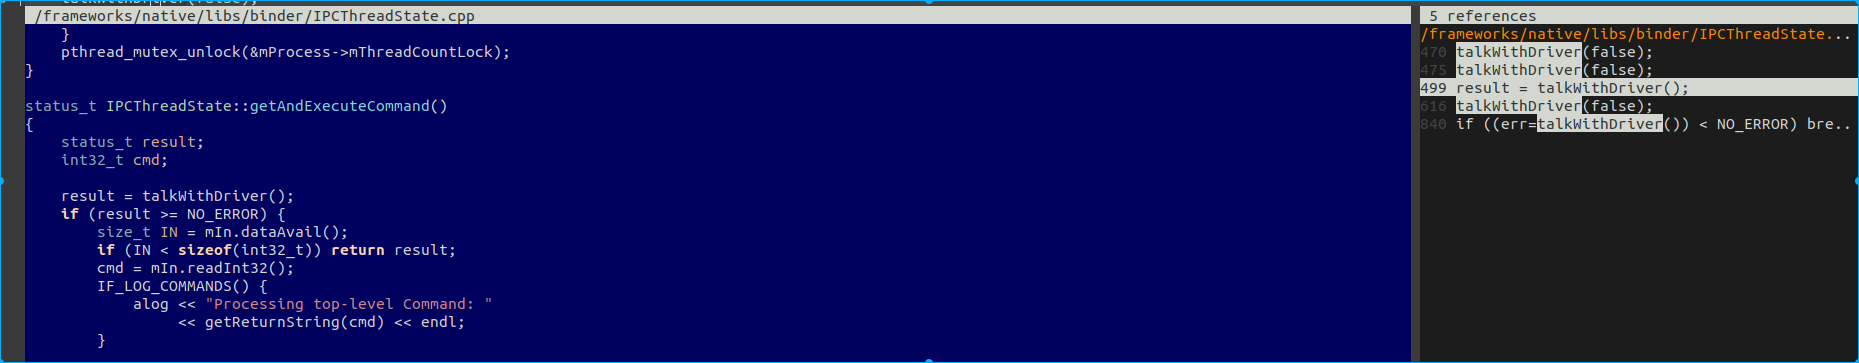 talkWithDriver(false);
/frameworks/native/libs/binder/IPCThreadState.cpp
    }
    pthread_mutex_unlock(&mProcess->mThreadCountLock);
}
status_t IPCThreadState::getAndExecuteCommand()
{
    status_t result;
    int32_t cmd;
    result = talkWithDriver();
    if (result >= NO_ERROR) {
        size_t IN = mIn.dataAvail();
        if (IN < sizeof(int32_t)) return result;
        cmd = mIn.readInt32();
        IF_LOG_COMMANDS() {
            alog << "Processing top-level Command: "
                 << getReturnString(cmd) << endl;
        }
5 references
/frameworks/native/libs/binder/IPCThreadState...
470 talkWithDriver(false);
475 talkWithDriver(false);
499 result = talkWithDriver();
616 talkWithDriver(false);
840 if ((err=talkWithDriver()) < NO_ERROR) bre..